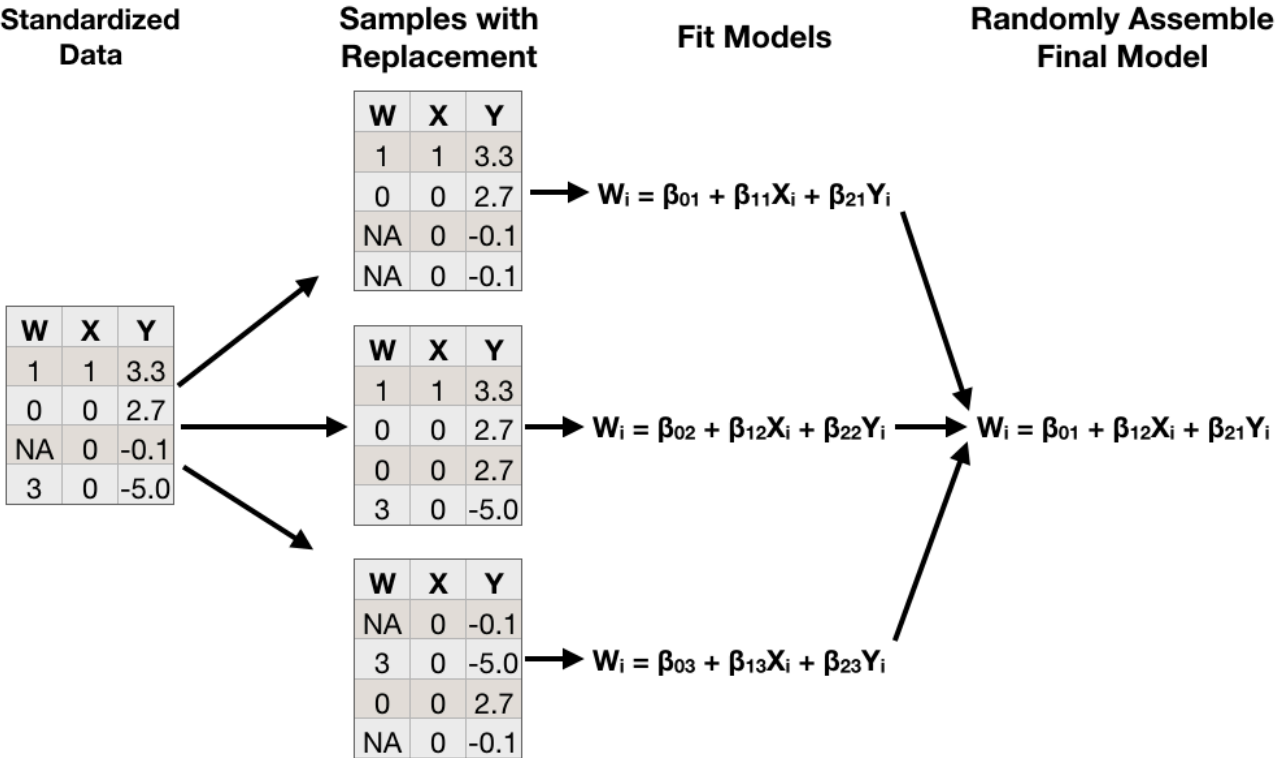 Standardized
Data
Samples with
Replacement
Fit Models
Randomly Assemble
Final Model
W X Y
1 1 3.3
0 0 2.7
NA 0 -0.1
3 0 -5.0
W X Y
1 1 3.3
0 0 2.7
NA 0 -0.1
NA 0 -0.1
W X Y
1 1 3.3
0 0 2.7
0 0 2.7
3 0 -5.0
W X Y
NA 0 -0.1
3 0 -5.0
0 0 2.7
NA 0 -0.1
Wᵢ = β₀₁ + β₁₁Xᵢ + β₂₁Yᵢ
Wᵢ = β₀₂ + β₁₂Xᵢ + β₂₂Yᵢ
Wᵢ = β₀₃ + β₁₃Xᵢ + β₂₃Yᵢ
Wᵢ = β₀₁ + β₁₂Xᵢ + β₂₁Yᵢ